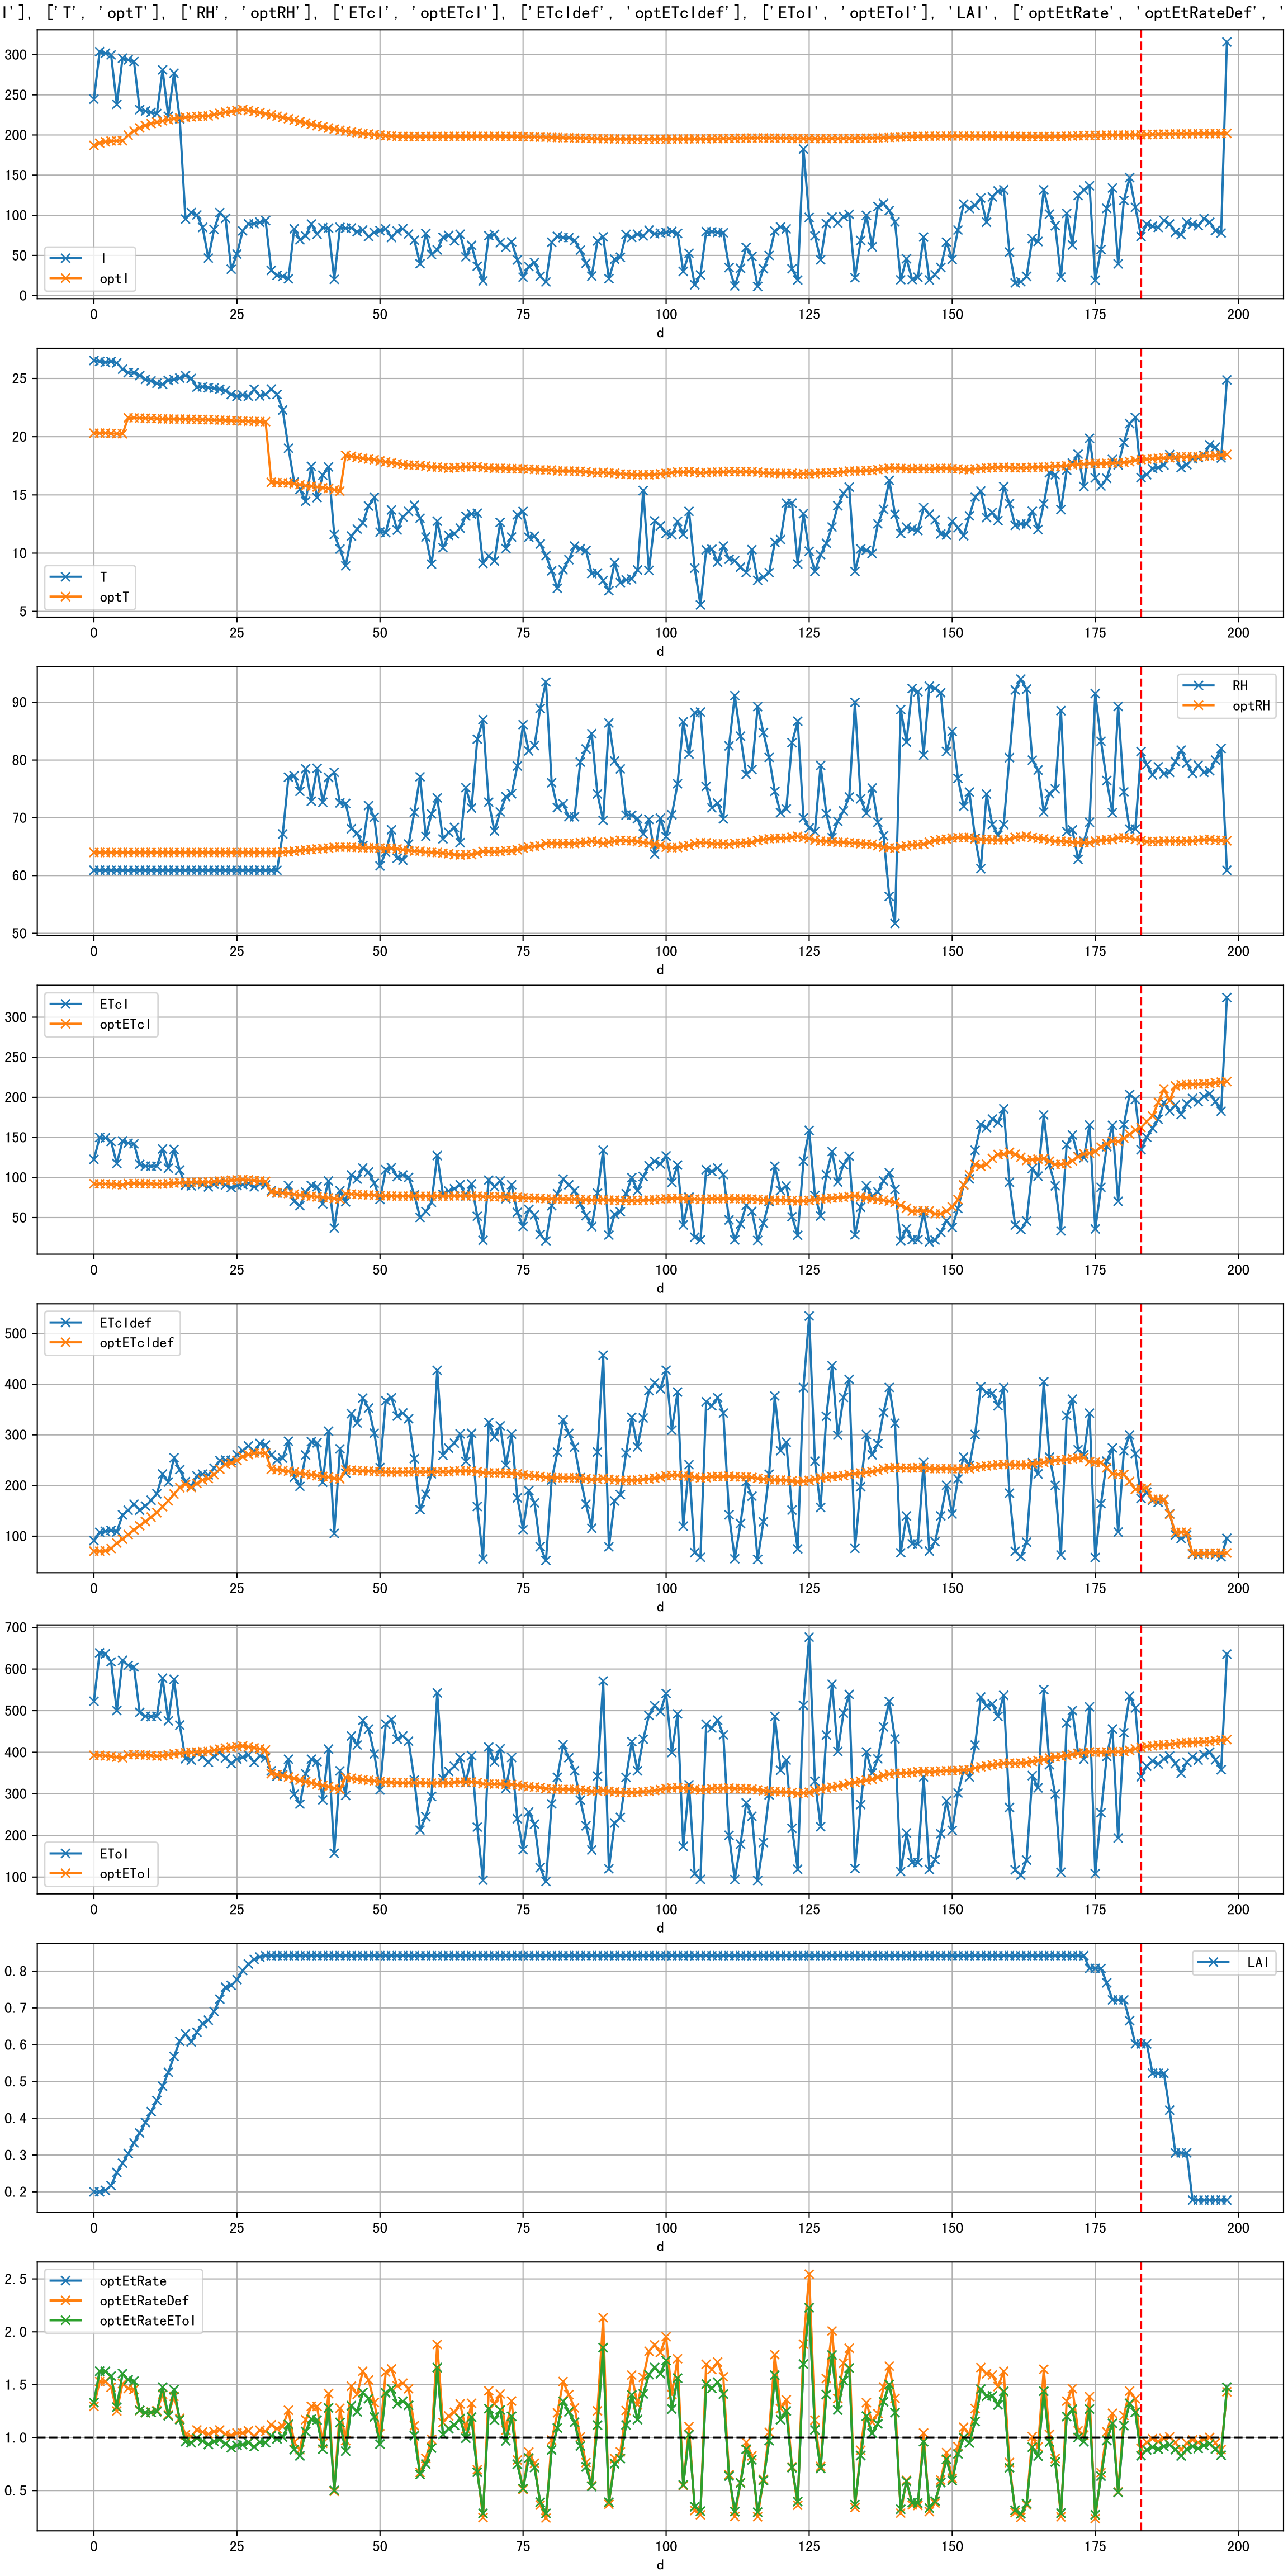 I'], ['T', 'optT'], ['RH', 'optRH'], ['ETcI', 'optETcI'], ['ETcIdef', 'optETcIdef'], ['EToI', 'optEToI'], 'LAI', ['optEtRate', 'optEtRateDef', '
300
250
200
150
100
50
0
I
optI
0 25 50 75 100 125 150 175 200
d
25
20
15
10
5
T
optT
0 25 50 75 100 125 150 175 200
d
90
80
70
60
50
RH
optRH
0 25 50 75 100 125 150 175 200
d
300
250
200
150
100
50
ETcI
optETcI
0 25 50 75 100 125 150 175 200
d
500
400
300
200
100
ETcIdef
optETcIdef
0 25 50 75 100 125 150 175 200
d
700
600
500
400
300
200
100
EToI
optEToI
0 25 50 75 100 125 150 175 200
d
0.8
0.7
0.6
0.5
0.4
0.3
0.2
LAI
0 25 50 75 100 125 150 175 200
d
2.5
2.0
1.5
1.0
0.5
optEtRate
optEtRateDef
optEtRateEToI
0 25 50 75 100 125 150 175 200
d